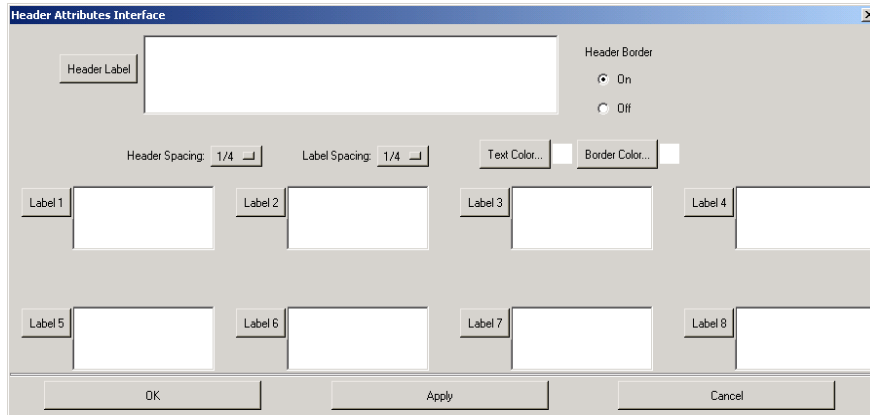 Header Attributes Interface
Header Label
Header Border
On
Off
Header Spacing: 1/4 Label Spacing: 1/4 Text Color... Border Color...
Label 1 Label 2 Label 3 Label 4
Label 5 Label 6 Label 7 Label 8
OK Apply Cancel